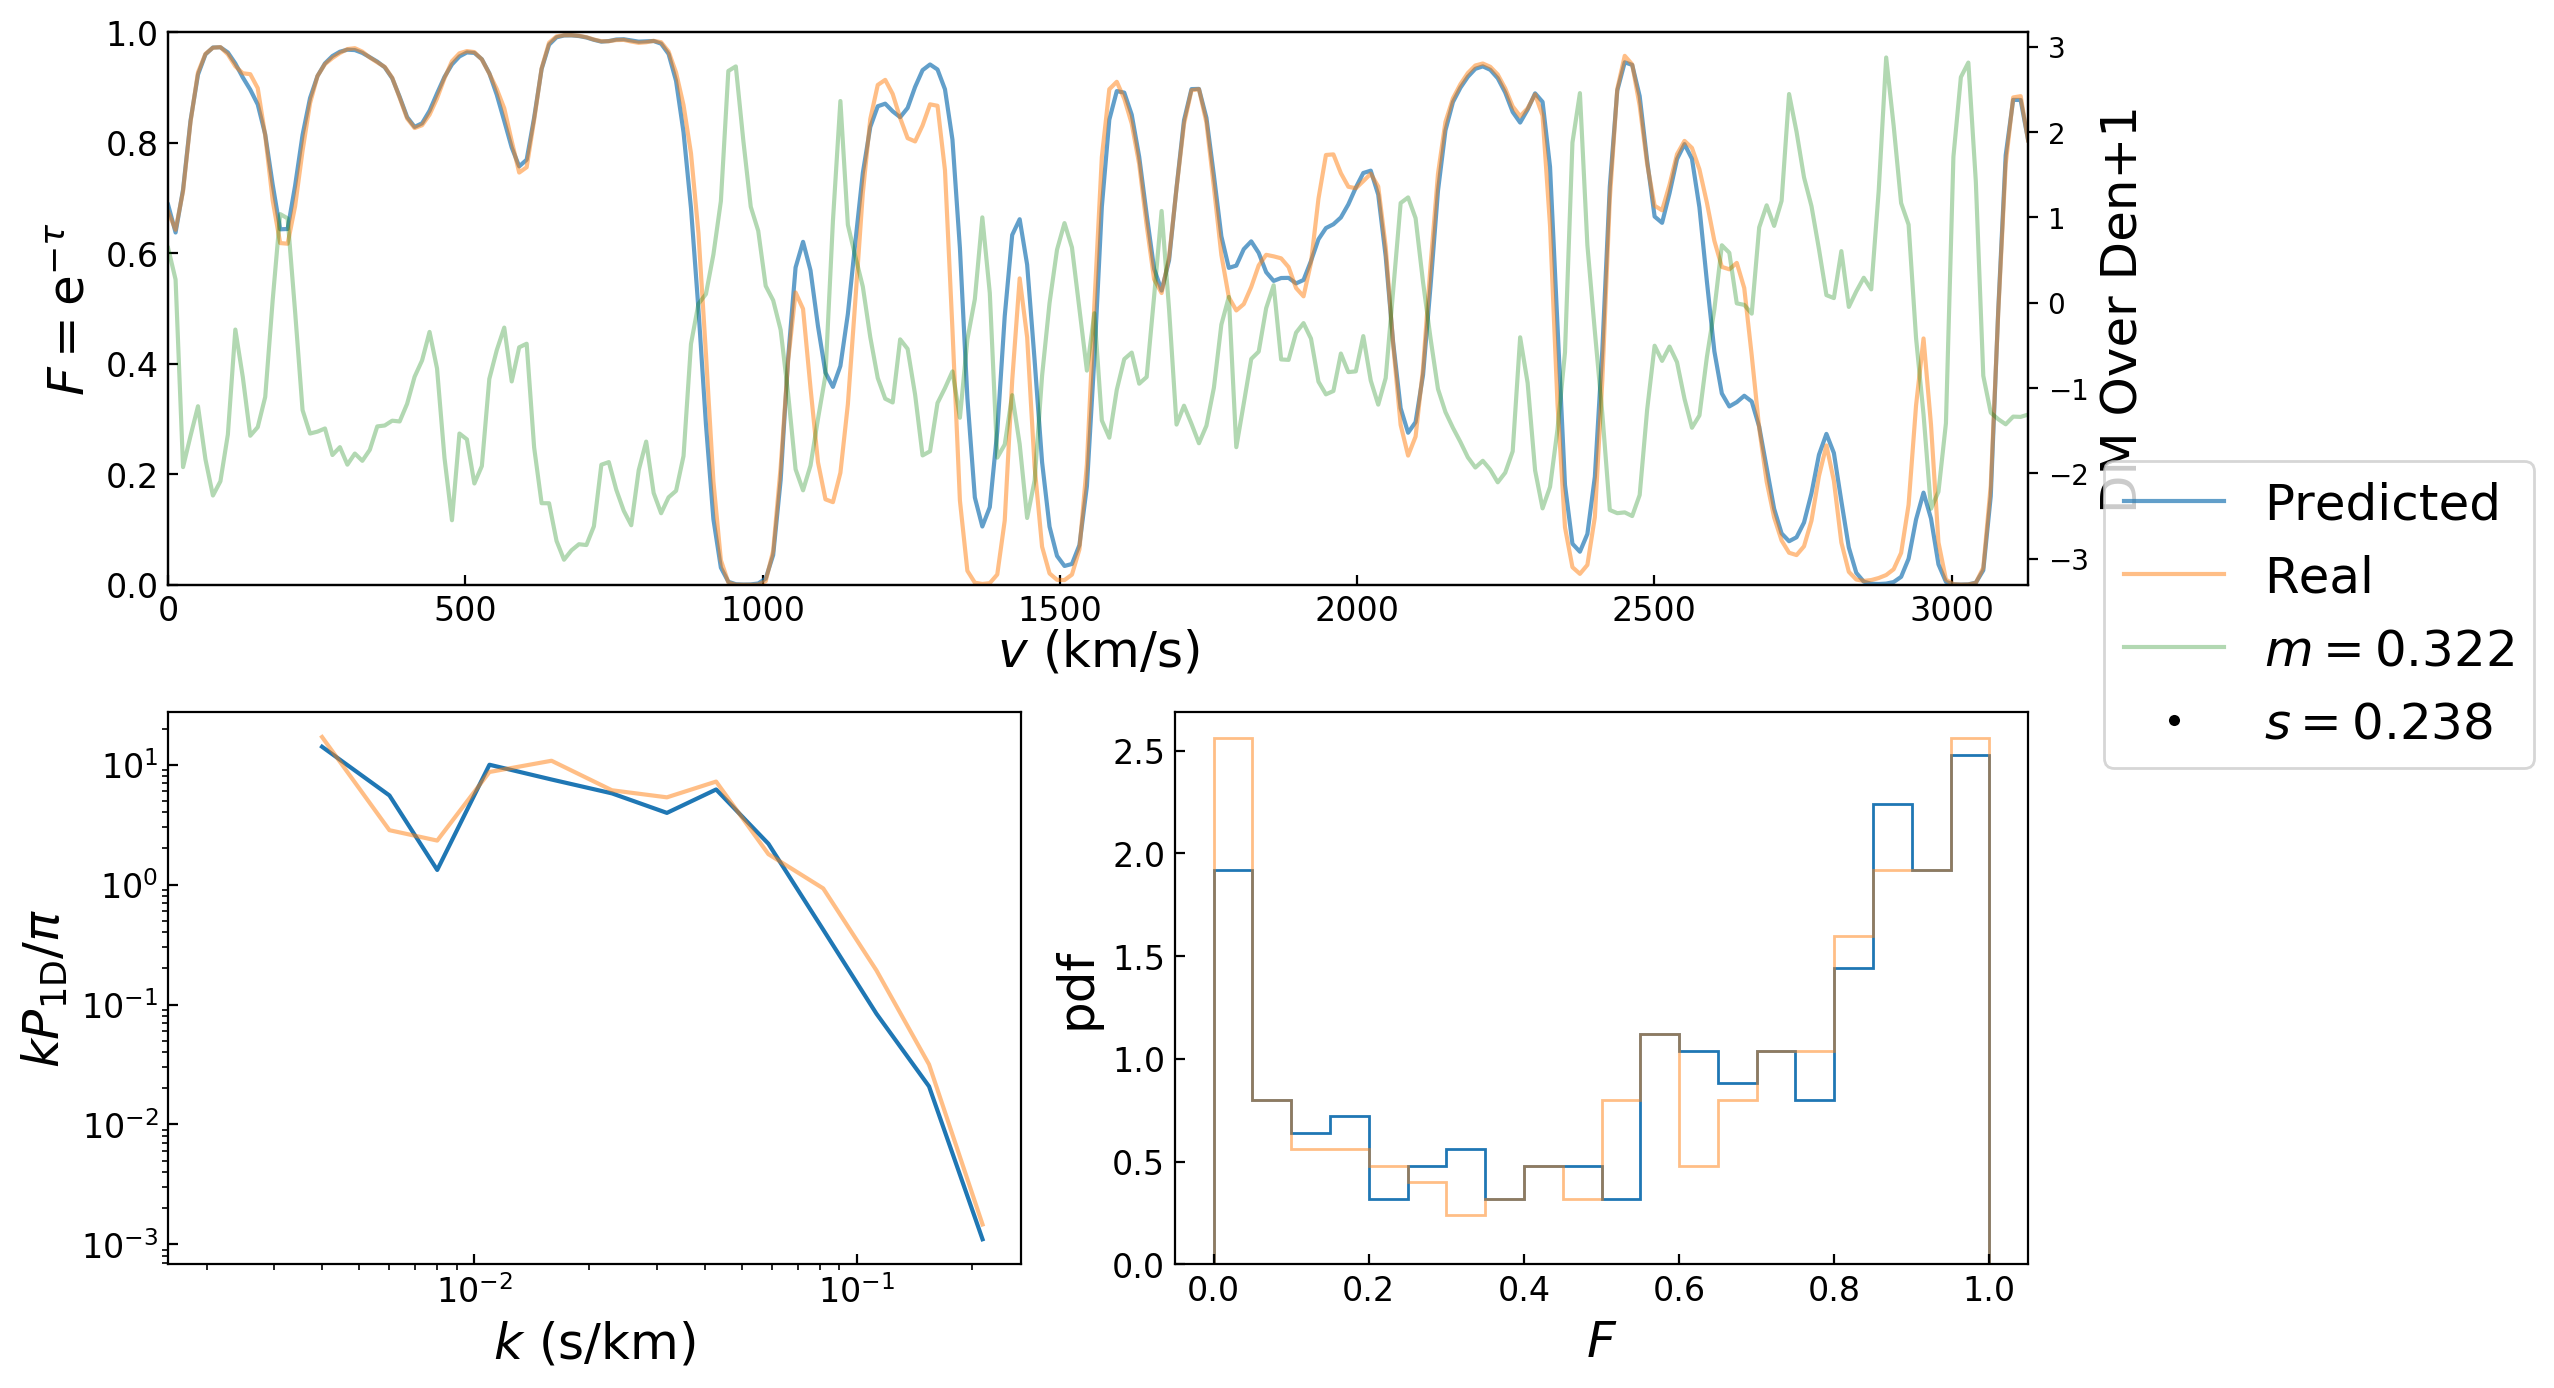 F = e^{-τ}
1.0
0.8
0.6
0.4
0.2
0.0
0 500 1000 1500 2000 2500 3000
v (km/s)
3
2
1
0
−1
−2
−3
DM Over Den+1
Predicted
Real
m = 0.322
s = 0.238
kP_{1D}/π
10^1
10^0
10^{−1}
10^{−2}
10^{−3}
10^{−2} 10^{−1}
k (s/km)
pdf
2.5
2.0
1.5
1.0
0.5
0.0
0.0 0.2 0.4 0.6 0.8 1.0
F